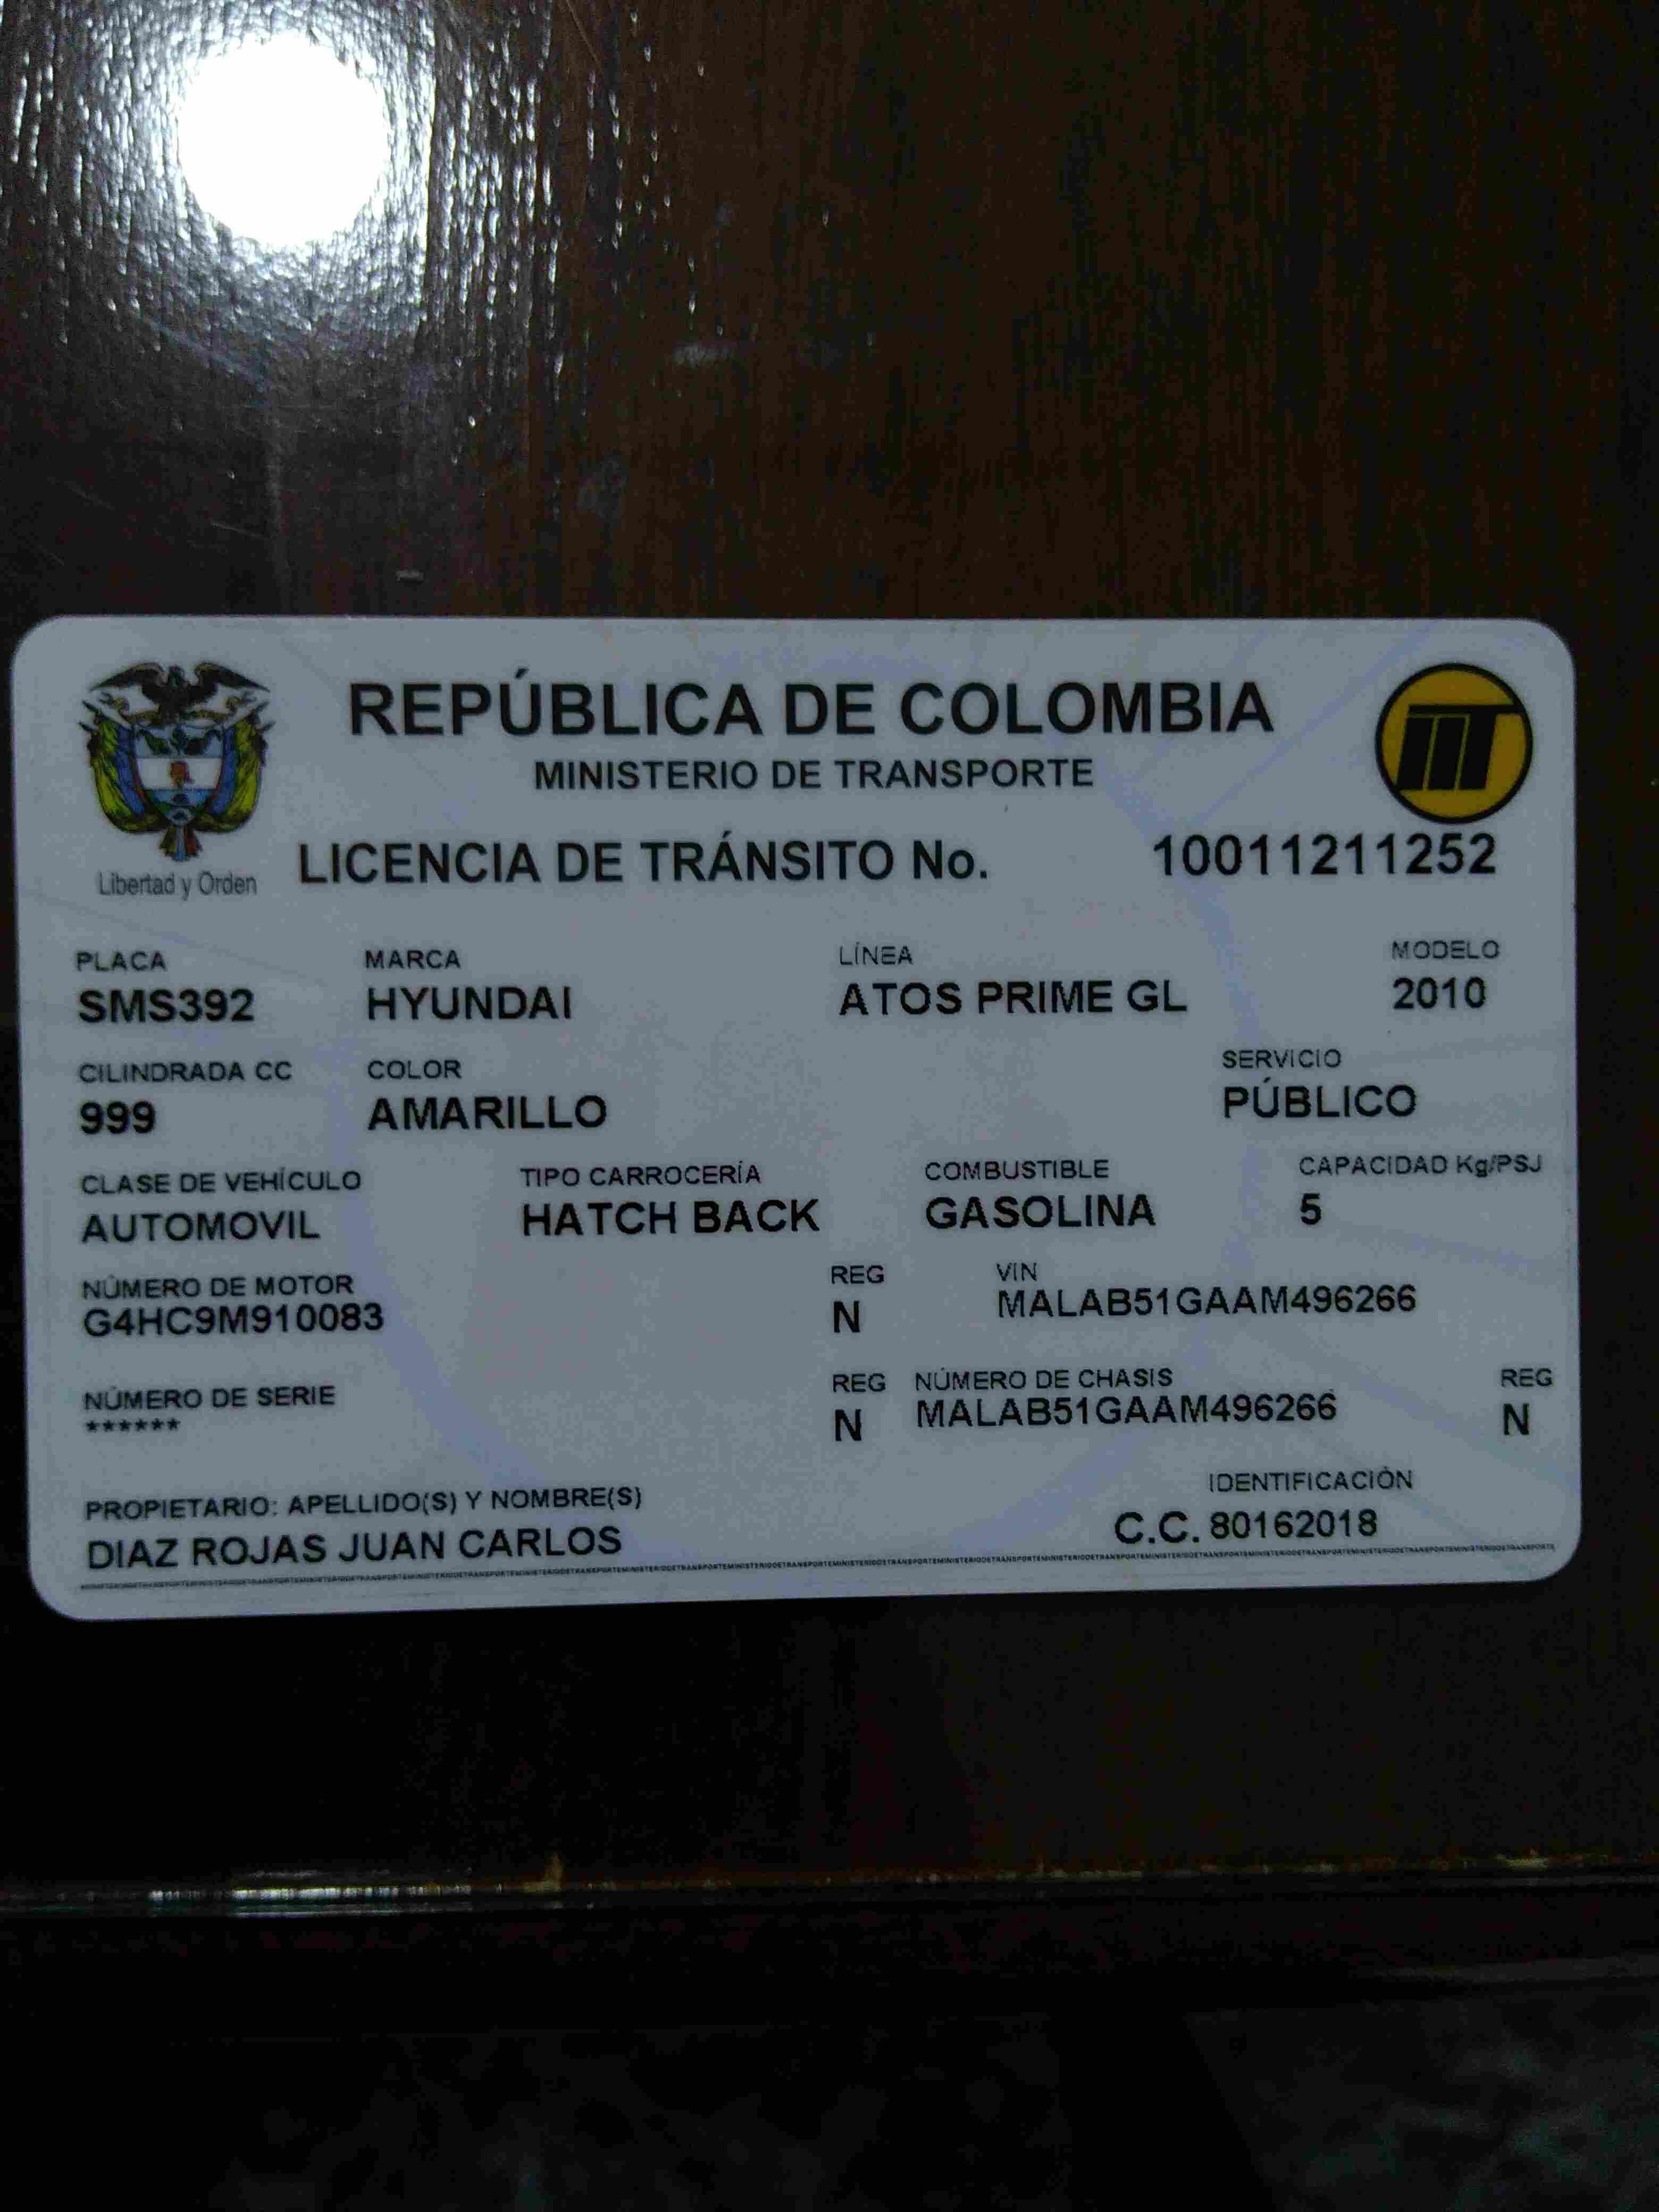 REPÚBLICA DE COLOMBIA
MINISTERIO DE TRANSPORTE
Libertad y Orden
LICENCIA DE TRÁNSITO No. 10011211252
PLACA MARCA LÍNEA MODELO
SMS392 HYUNDAI ATOS PRIME GL 2010
CILINDRADA CC COLOR SERVICIO
999 AMARILLO PÚBLICO
CLASE DE VEHÍCULO TIPO CARROCERÍA COMBUSTIBLE CAPACIDAD Kg/PSJ
AUTOMOVIL HATCH BACK GASOLINA 5
NÚMERO DE MOTOR REG VIN
G4HC9M910083 N MALAB51GAAM496266
NÚMERO DE SERIE REG NÚMERO DE CHASIS REG
****** N MALAB51GAAM496266 N
PROPIETARIO: APELLIDO(S) Y NOMBRE(S) IDENTIFICACIÓN
DIAZ ROJAS JUAN CARLOS C.C. 80162018